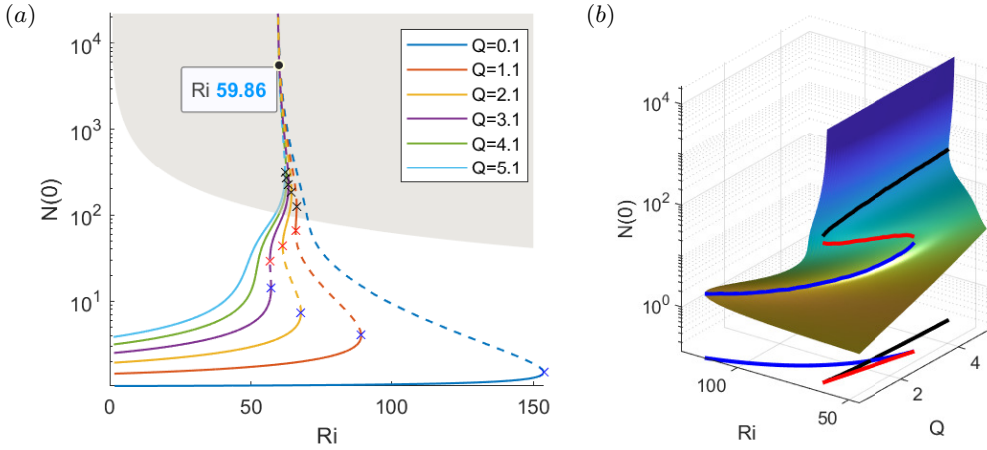 (a)
10^4
10^3
10^2
10^1
N(0)
Ri 59.86
Q=0.1
Q=1.1
Q=2.1
Q=3.1
Q=4.1
Q=5.1
0
50
100
150
Ri
(b)
10^4
10^2
10^0
N(0)
100
50
Ri
2
4
Q